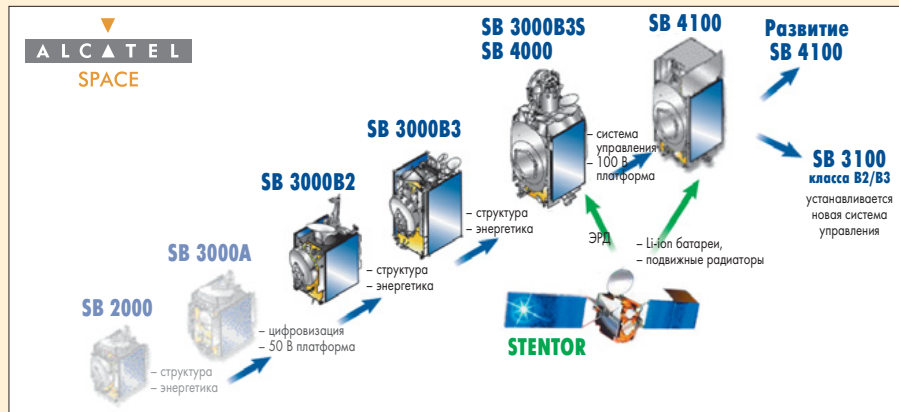 ALCATEL
SPACE
SB 2000
– структура
– энергетика
SB 3000A
– цифровизация
– 50 В платформа
SB 3000B2
– структура
– энергетика
SB 3000B3
– структура
– энергетика
SB 3000B3S
SB 4000
– система
управления
– 100 В
платформа
SB 4100
Развитие
SB 4100
SB 3100
класса B2/B3
устанавливается
новая система
управления
ЭРД
– Li-ion батареи,
– подвижные радиаторы
STENTOR